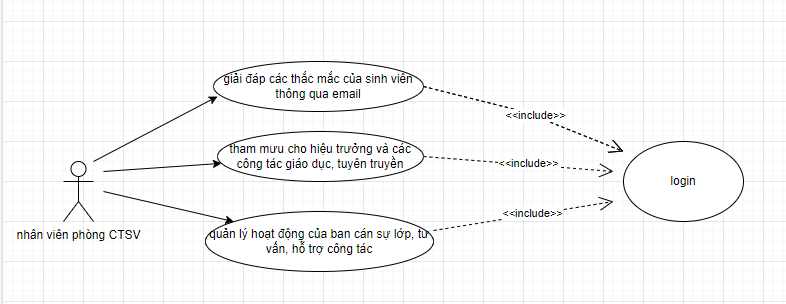 giải đáp các thắc mắc của sinh viên
thông qua email
<<include>>
tham mưu cho hiệu trưởng và các
công tác giáo dục, tuyên truyền
<<include>>
login
nhân viên phòng CTSV
<<include>>
quản lý hoạt động của ban cán sự lớp, tư
vấn, hỗ trợ công tác